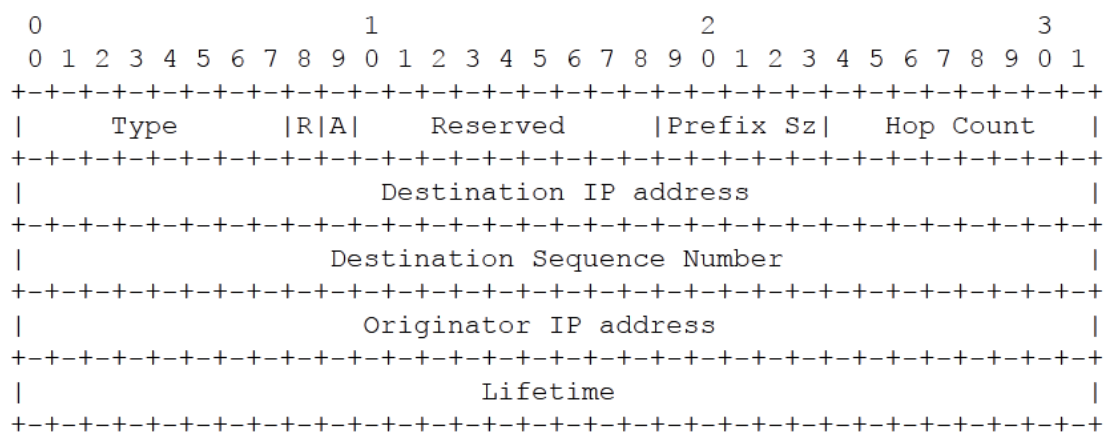 0                   1                   2                   3
 0 1 2 3 4 5 6 7 8 9 0 1 2 3 4 5 6 7 8 9 0 1 2 3 4 5 6 7 8 9 0 1
+-+-+-+-+-+-+-+-+-+-+-+-+-+-+-+-+-+-+-+-+-+-+-+-+-+-+-+-+-+-+-+-+
|     Type      |R|A|    Reserved     |Prefix Sz|   Hop Count   |
+-+-+-+-+-+-+-+-+-+-+-+-+-+-+-+-+-+-+-+-+-+-+-+-+-+-+-+-+-+-+-+-+
|                     Destination IP address                    |
+-+-+-+-+-+-+-+-+-+-+-+-+-+-+-+-+-+-+-+-+-+-+-+-+-+-+-+-+-+-+-+-+
|                  Destination Sequence Number                  |
+-+-+-+-+-+-+-+-+-+-+-+-+-+-+-+-+-+-+-+-+-+-+-+-+-+-+-+-+-+-+-+-+
|                    Originator IP address                      |
+-+-+-+-+-+-+-+-+-+-+-+-+-+-+-+-+-+-+-+-+-+-+-+-+-+-+-+-+-+-+-+-+
|                           Lifetime                            |
+-+-+-+-+-+-+-+-+-+-+-+-+-+-+-+-+-+-+-+-+-+-+-+-+-+-+-+-+-+-+-+-+